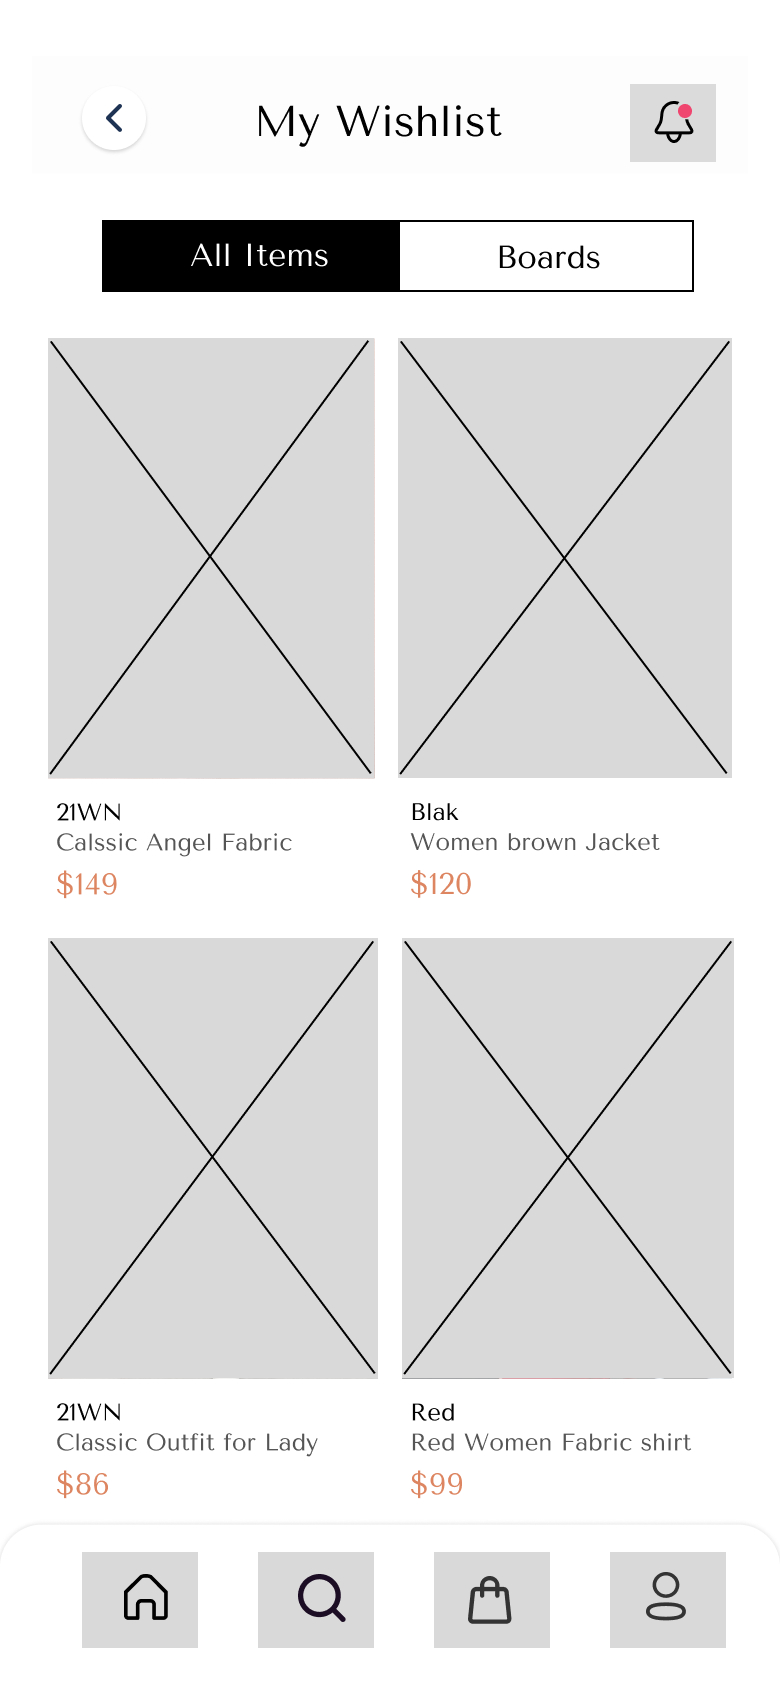 My Wishlist
All Items
Boards
21WN
Calssic Angel Fabric
$149
Blak
Women brown Jacket
$120
21WN
Classic Outfit for Lady
$86
Red
Red Women Fabric shirt
$99